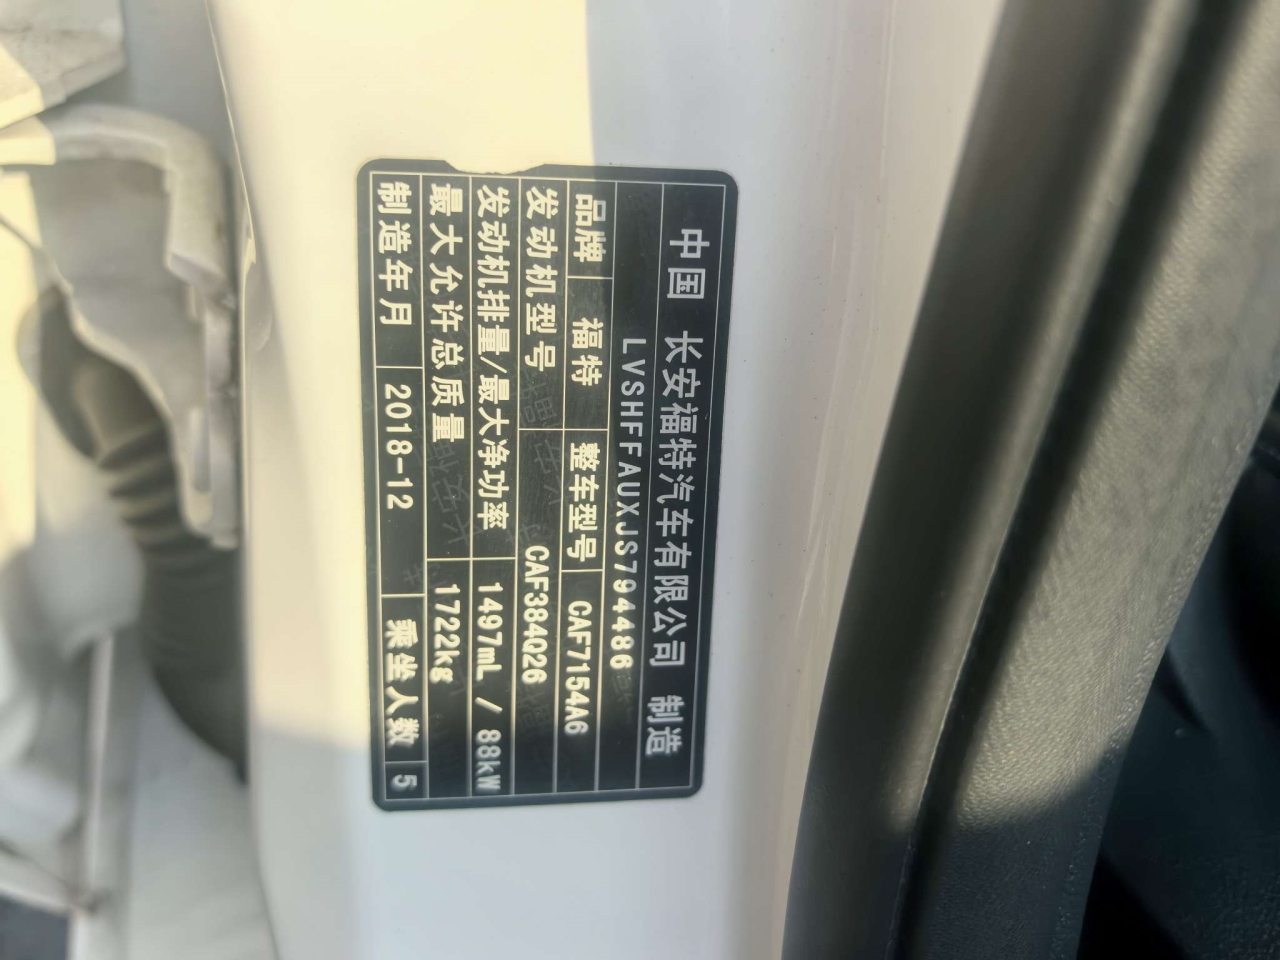 中国 长安福特汽车有限公司 制造
LVSHFFAUXJS794486
品牌 福特 整车型号 CAF7154A6
发动机型号 CAF384Q26
发动机排量/最大净功率 1497mL / 88kW
最大允许总质量 1722kg
制造年月 2018-12 乘坐人数 5